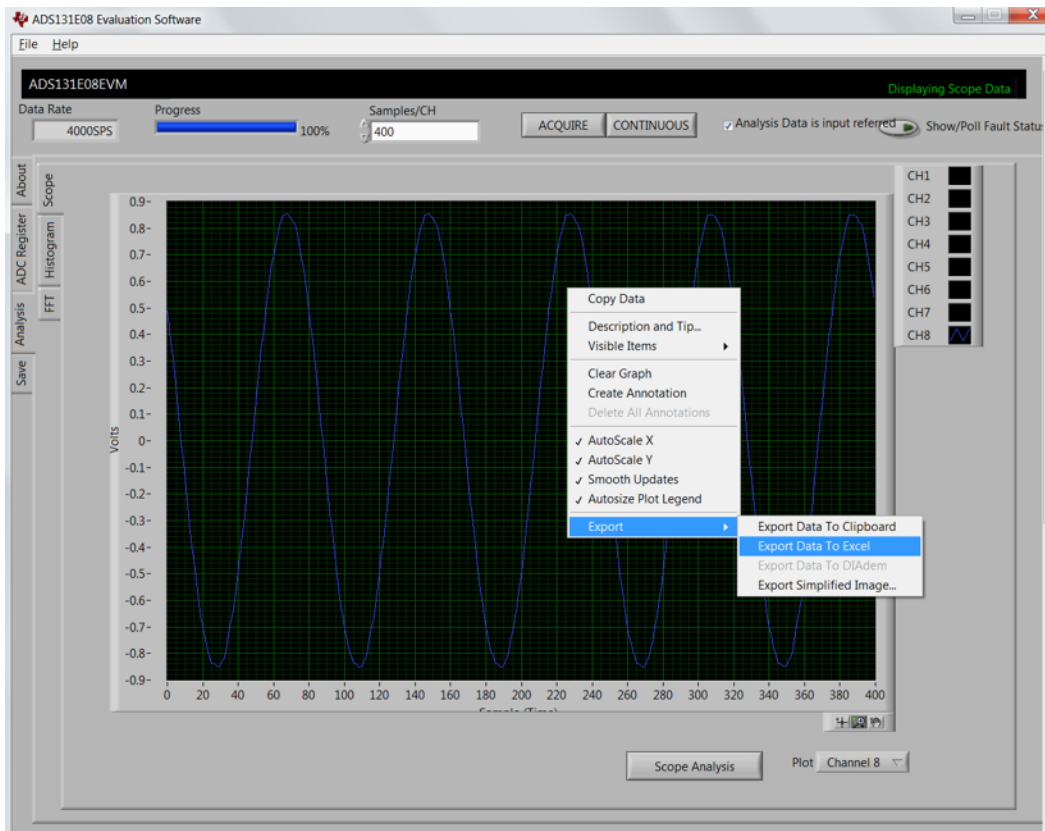 ADS131E08 Evaluation Software
File Help
ADS131E08EVM
Displaying Scope Data
Data Rate
4000SPS
Progress
100%
Samples/CH
400
ACQUIRE
CONTINUOUS
Analysis Data is input referred
Show/Poll Fault Status
About
ADC Register
Analysis
Save
Scope
Histogram
FFT
Volts
0.9
0.8
0.7
0.6
0.5
0.4
0.3
0.2
0.1
0
-0.1
-0.2
-0.3
-0.4
-0.5
-0.6
-0.7
-0.8
-0.9
0 20 40 60 80 100 120 140 160 180 200 220 240 260 280 300 320 340 360 380 400
Sample (Time)
CH1
CH2
CH3
CH4
CH5
CH6
CH7
CH8
Copy Data
Description and Tip...
Visible Items
Clear Graph
Create Annotation
Delete All Annotations
AutoScale X
AutoScale Y
Smooth Updates
Autosize Plot Legend
Export
Export Data To Clipboard
Export Data To Excel
Export Data To DIAdem
Export Simplified Image...
Scope Analysis
Plot Channel 8